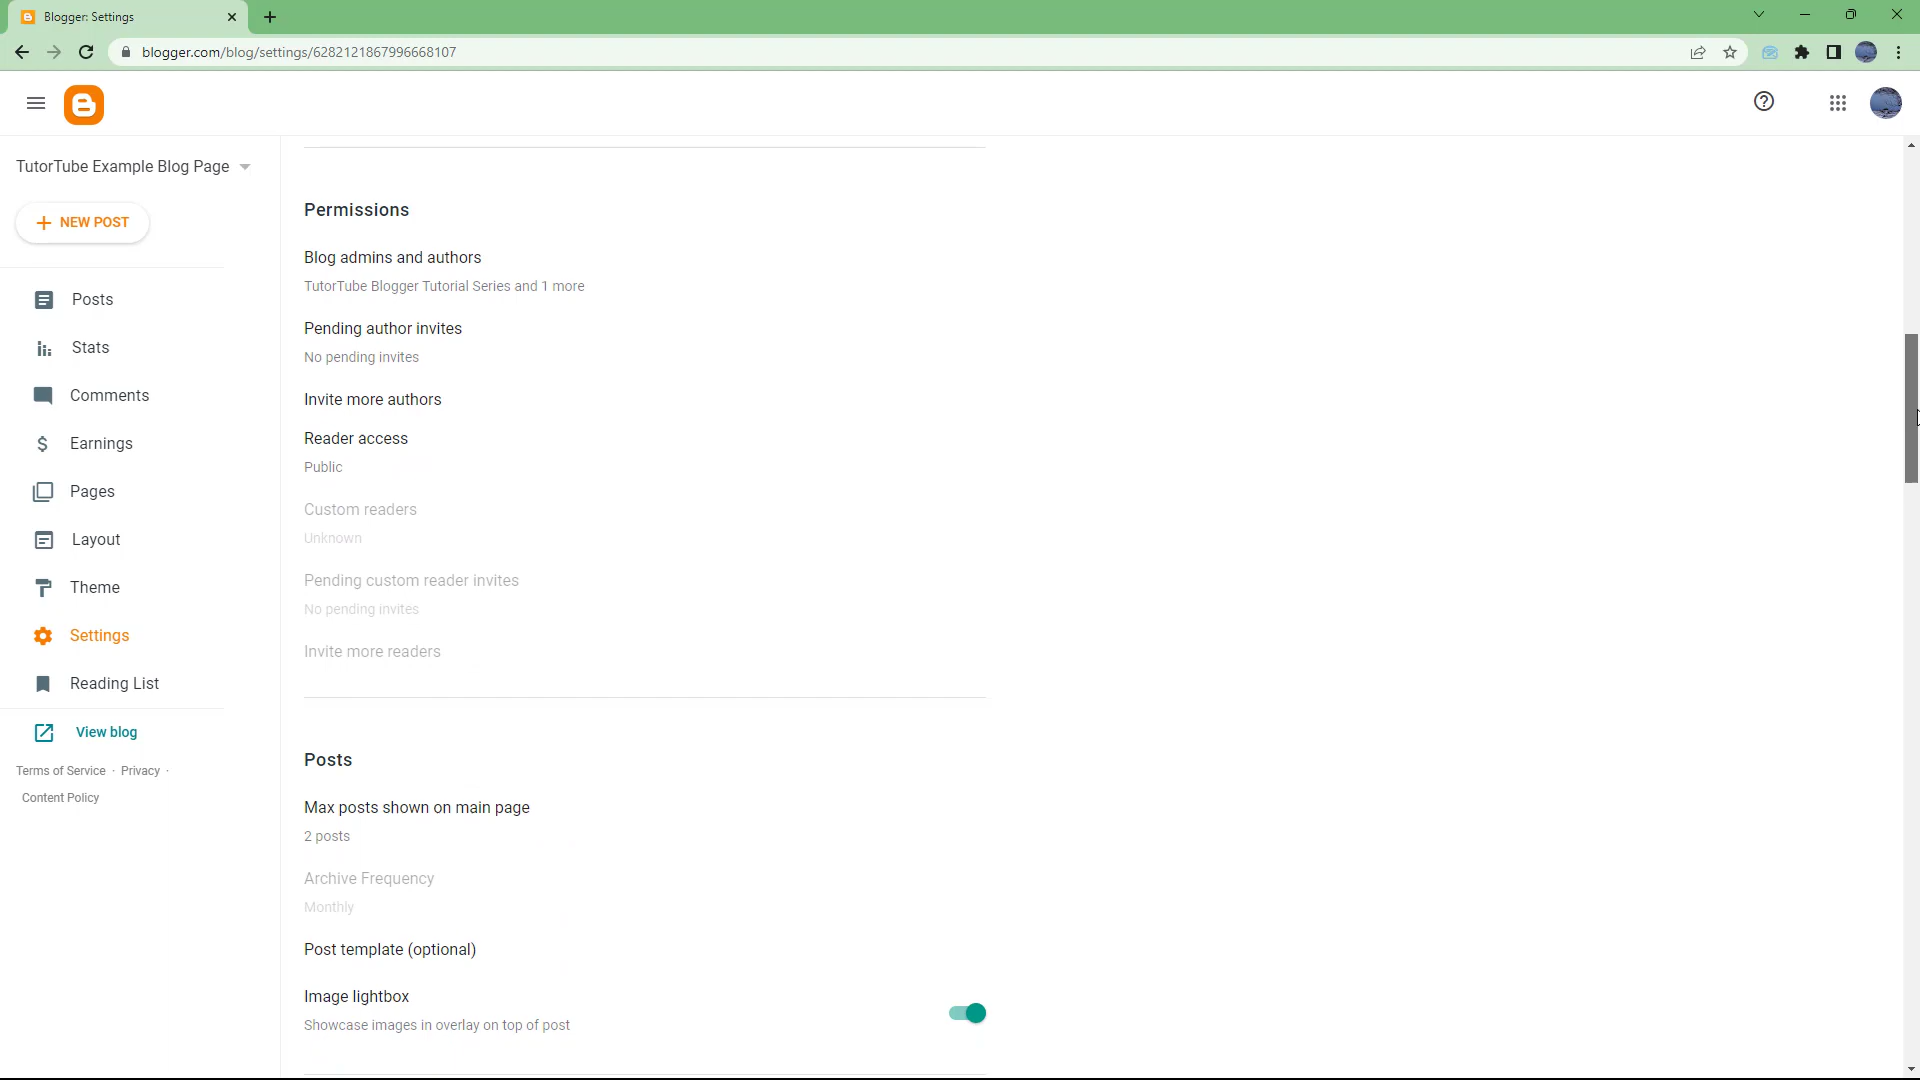 Blogger: Settings
blogger.com/blog/settings/6282121867996668107
TutorTube Example Blog Page
NEW POST
Posts
Stats
Comments
Earnings
Pages
Layout
Theme
Settings
Reading List
View blog
Terms of Service · Privacy ·
Content Policy
Permissions
Blog admins and authors
TutorTube Blogger Tutorial Series and 1 more
Pending author invites
No pending invites
Invite more authors
Reader access
Public
Custom readers
Unknown
Pending custom reader invites
No pending invites
Invite more readers
Posts
Max posts shown on main page
2 posts
Archive Frequency
Monthly
Post template (optional)
Image lightbox
Showcase images in overlay on top of post